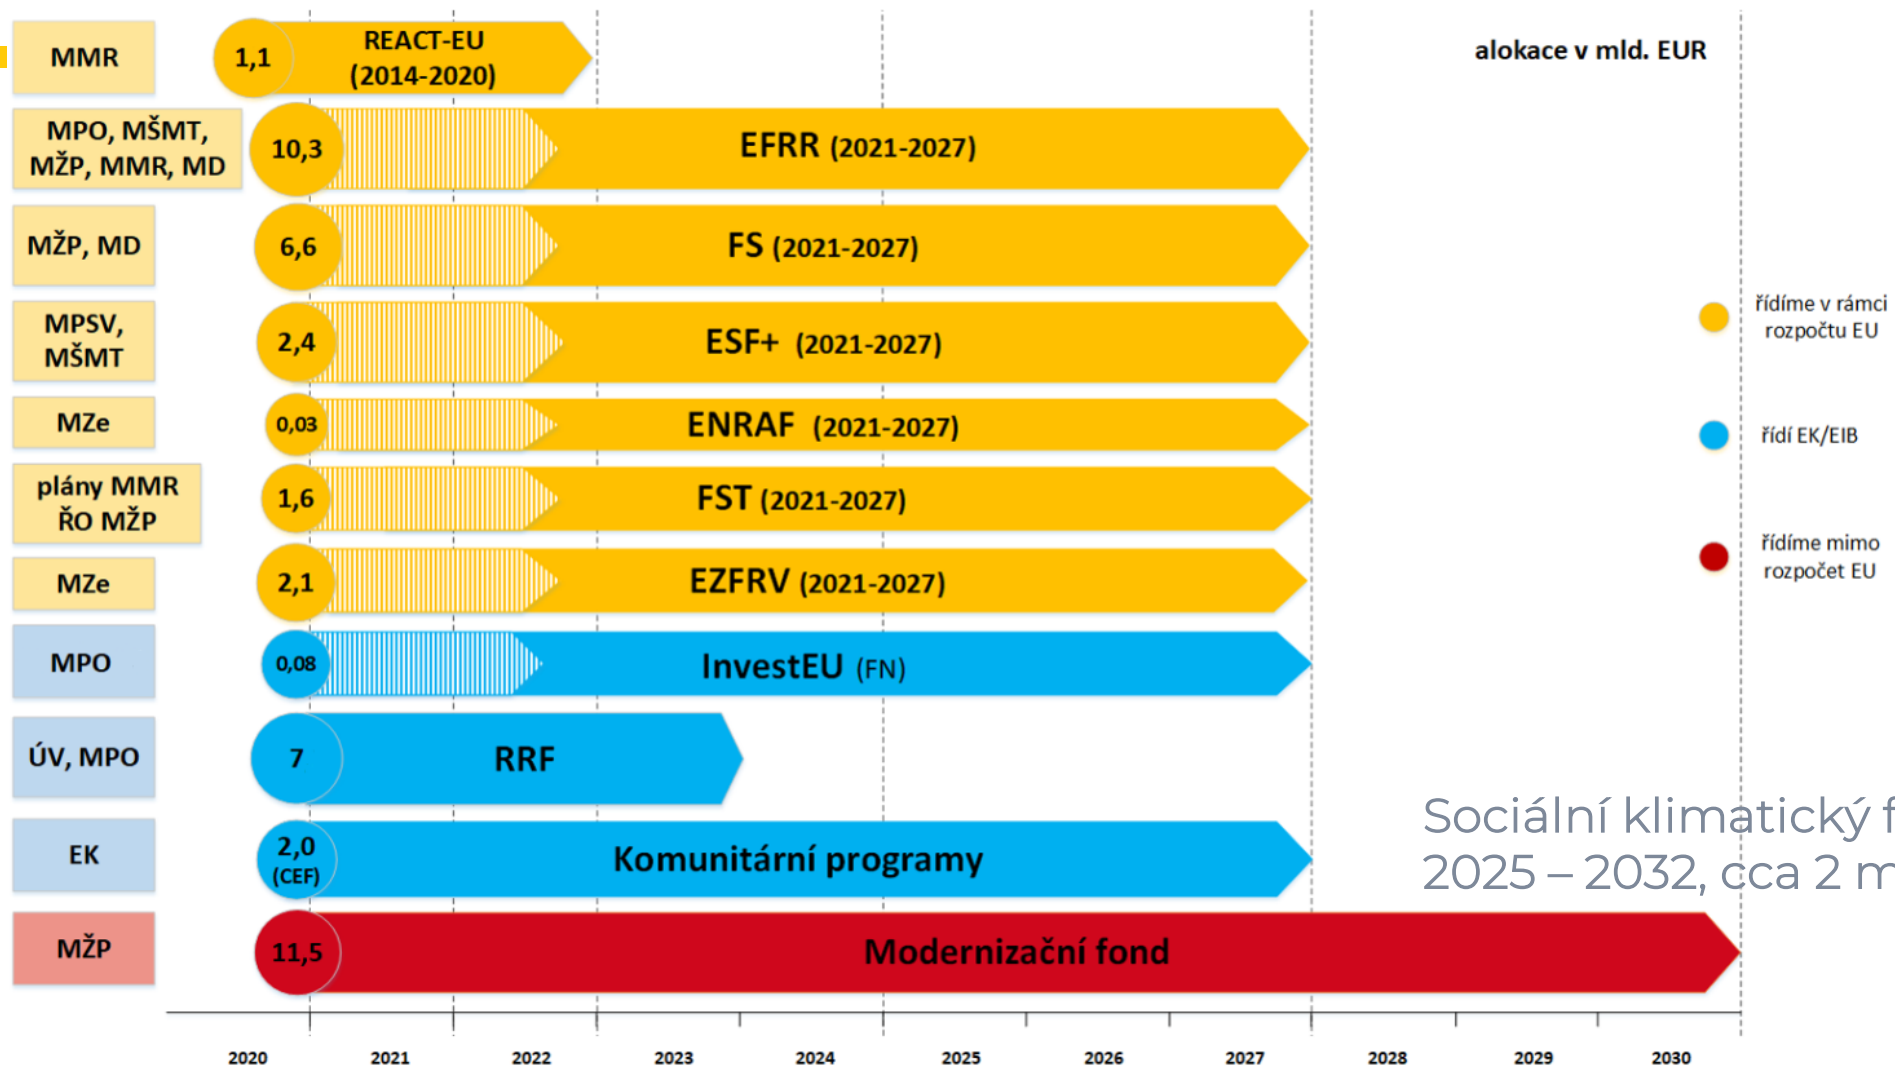 MMR
1,1
REACT-EU
(2014-2020)
alokace v mld. EUR
MPO, MŠMT,
MŽP, MMR, MD
10,3
EFRR (2021-2027)
MŽP, MD
6,6
FS (2021-2027)
MPSV,
MŠMT
2,4
ESF+ (2021-2027)
řídíme v rámci
rozpočtu EU
MZe
0,03
ENRAF (2021-2027)
řídí EK/EIB
plány MMR
ŘO MŽP
1,6
FST (2021-2027)
řídíme mimo
rozpočet EU
MZe
2,1
EZFRV (2021-2027)
MPO
0,08
InvestEU (FN)
ÚV, MPO
7
RRF
Sociální klimatický
2025 – 2032, cca 2
EK
2,0
(CEF)
Komunitární programy
MŽP
11,5
Modernizační fond
2020 2021 2022 2023 2024 2025 2026 2027 2028 2029 2030